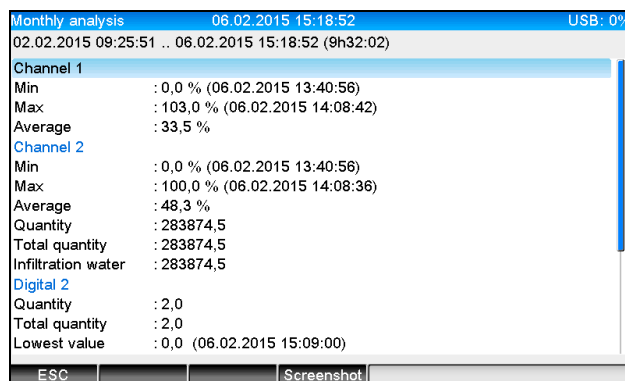 Monthly analysis 06.02.2015 15:18:52 USB: 0%
02.02.2015 09:25:51 .. 06.02.2015 15:18:52 (9h32:02)
Channel 1
Min : 0,0 % (06.02.2015 13:40:56)
Max : 103,0 % (06.02.2015 14:08:42)
Average : 33,5 %
Channel 2
Min : 0,0 % (06.02.2015 13:40:56)
Max : 100,0 % (06.02.2015 14:08:36)
Average : 48,3 %
Quantity : 283874,5
Total quantity : 283874,5
Infiltration water : 283874,5
Digital 2
Quantity : 2,0
Total quantity : 2,0
Lowest value : 0,0 (06.02.2015 15:09:00)
ESC Screenshot